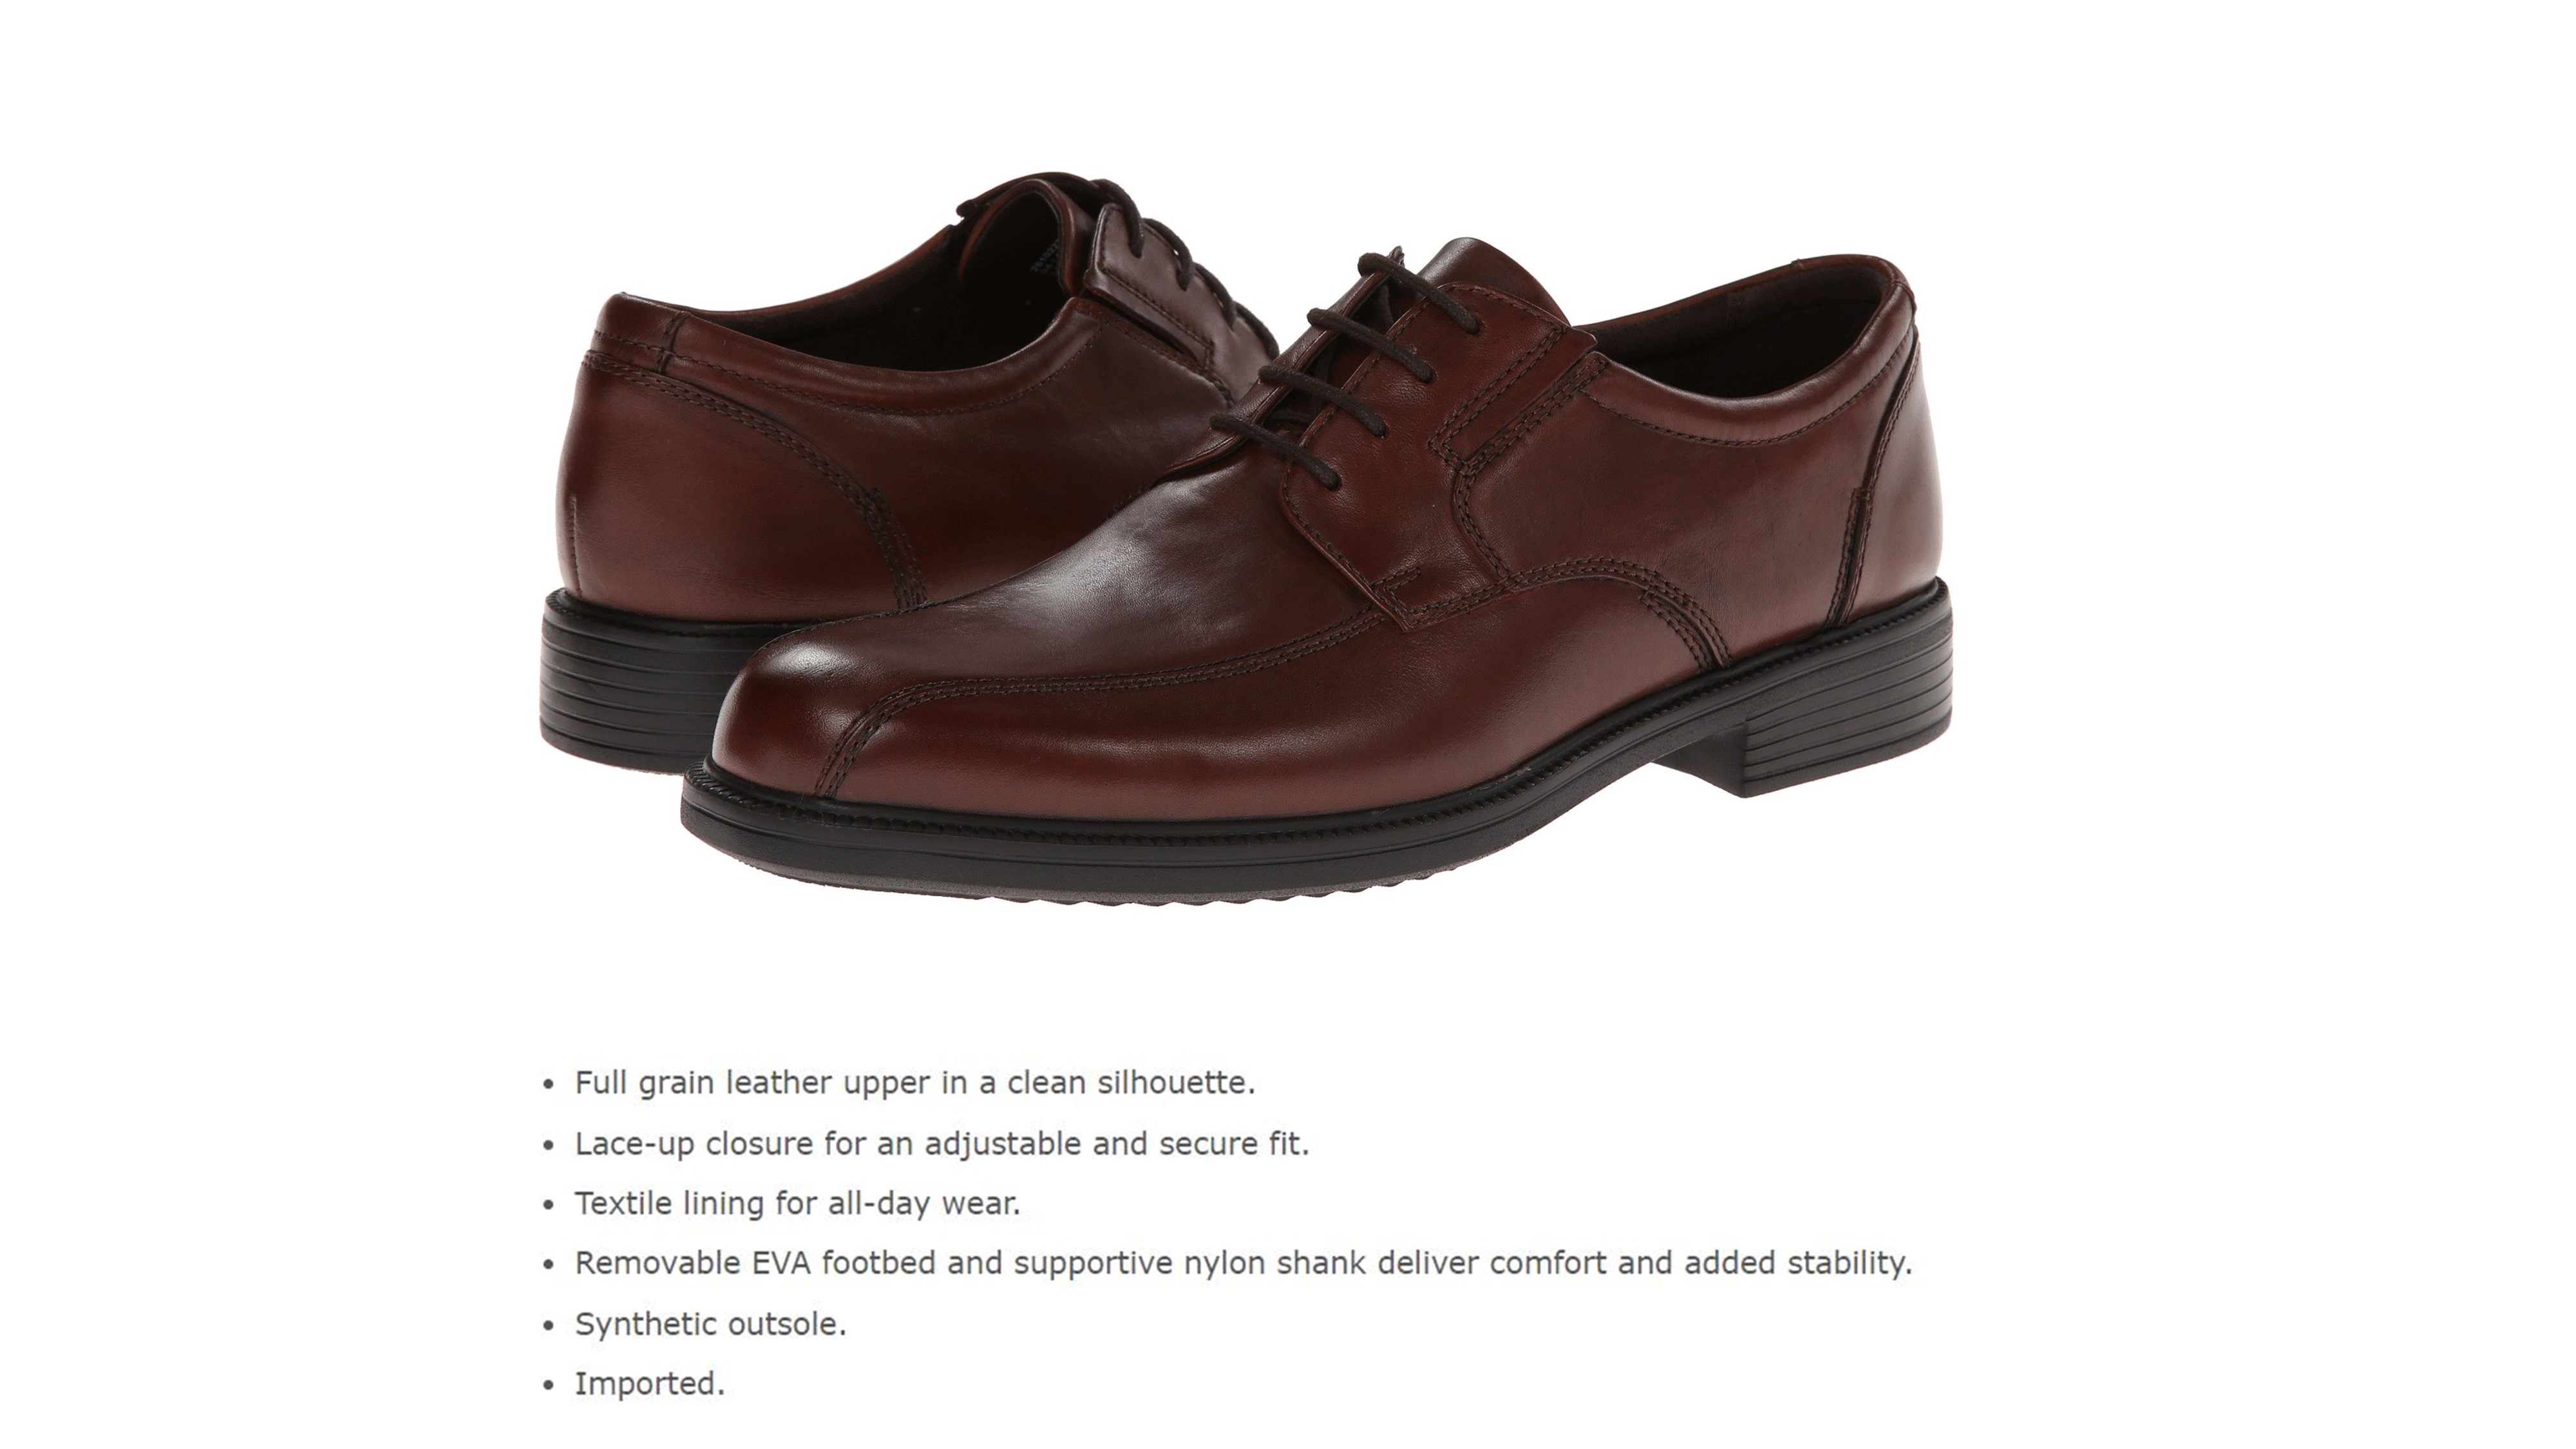 • Full grain leather upper in a clean silhouette.
• Lace-up closure for an adjustable and secure fit.
• Textile lining for all-day wear.
• Removable EVA footbed and supportive nylon shank deliver comfort and added stability.
• Synthetic outsole.
• Imported.